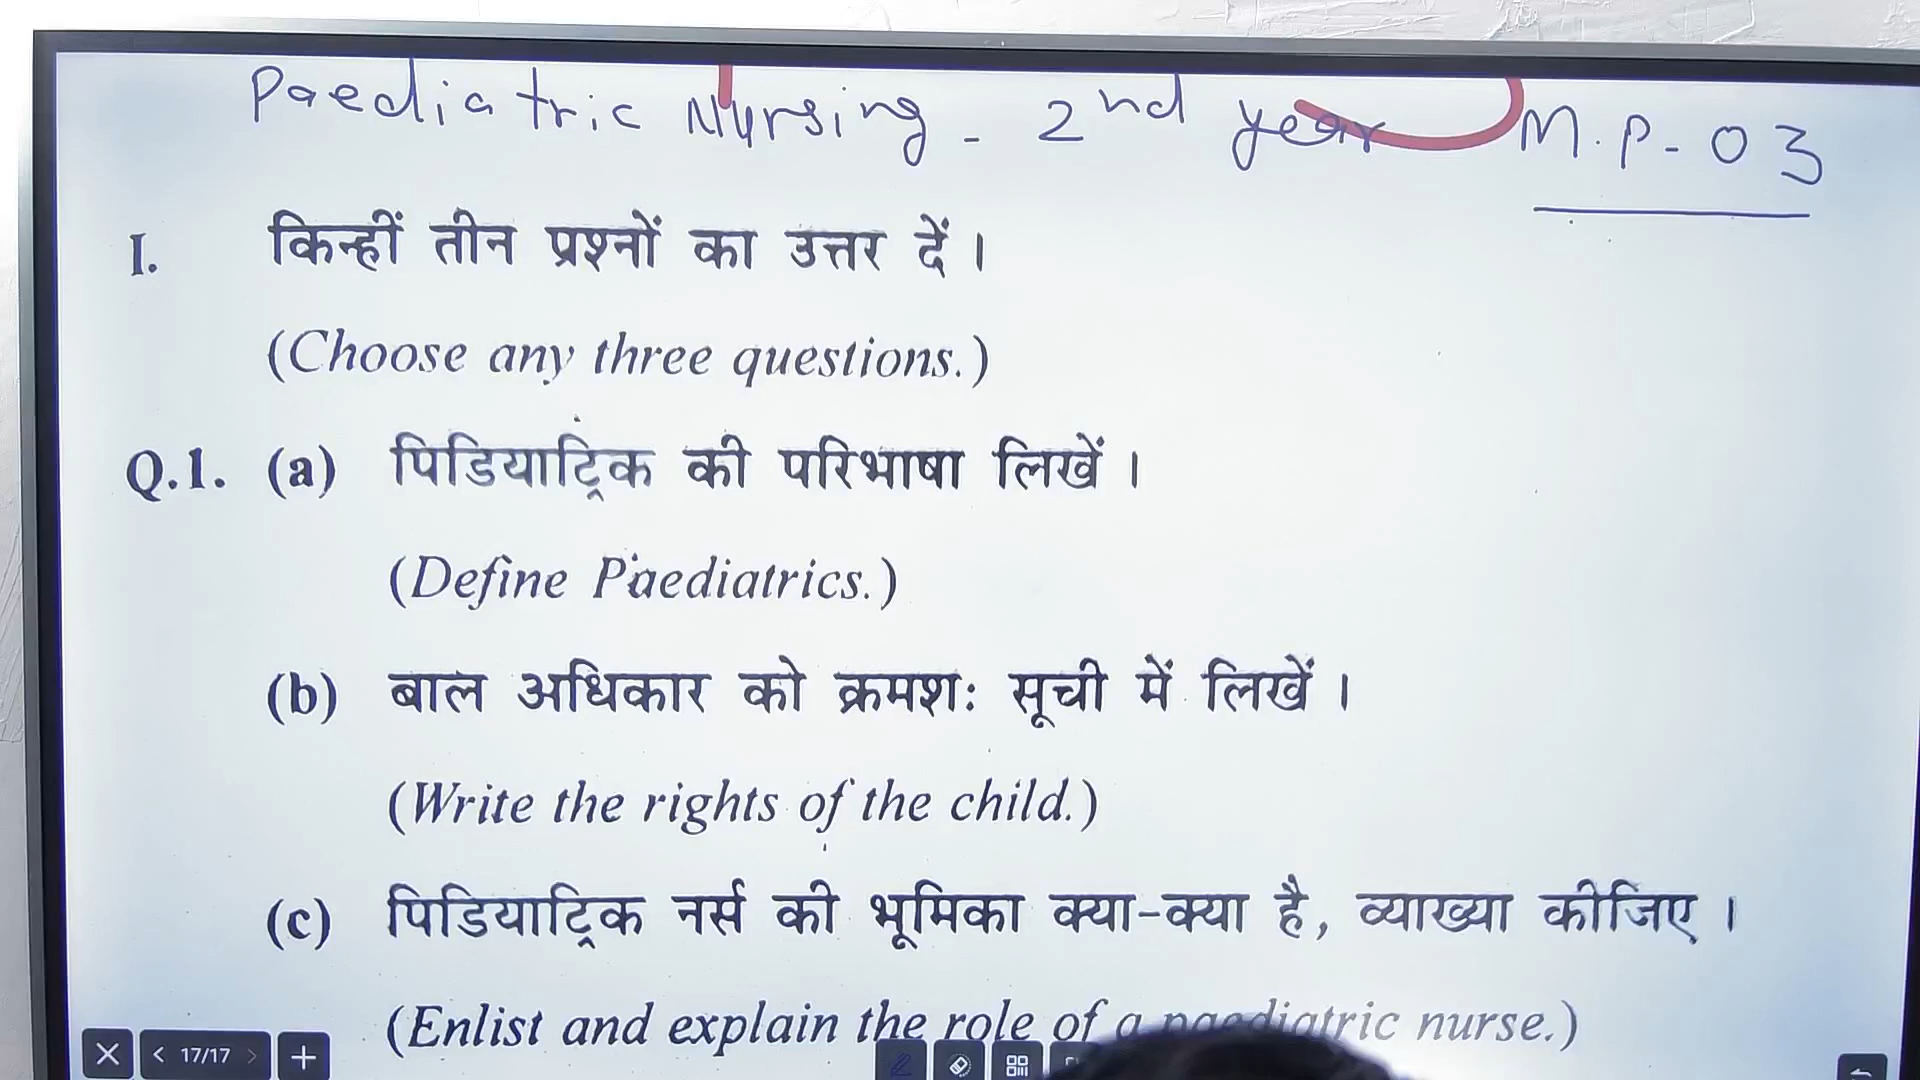 Paediatric Nursing - 2nd year M.P-03
I. किन्हीं तीन प्रश्नों का उत्तर दें ।
(Choose any three questions.)
Q.1. (a) पिडियाट्रिक की परिभाषा लिखें ।
(Define Paediatrics.)
(b) बाल अधिकार को क्रमशः सूची में लिखें ।
(Write the rights of the child.)
(c) पिडियाट्रिक नर्स की भूमिका क्या-क्या है, व्याख्या कीजिए ।
(Enlist and explain the role of a paediatric nurse.)
17/17